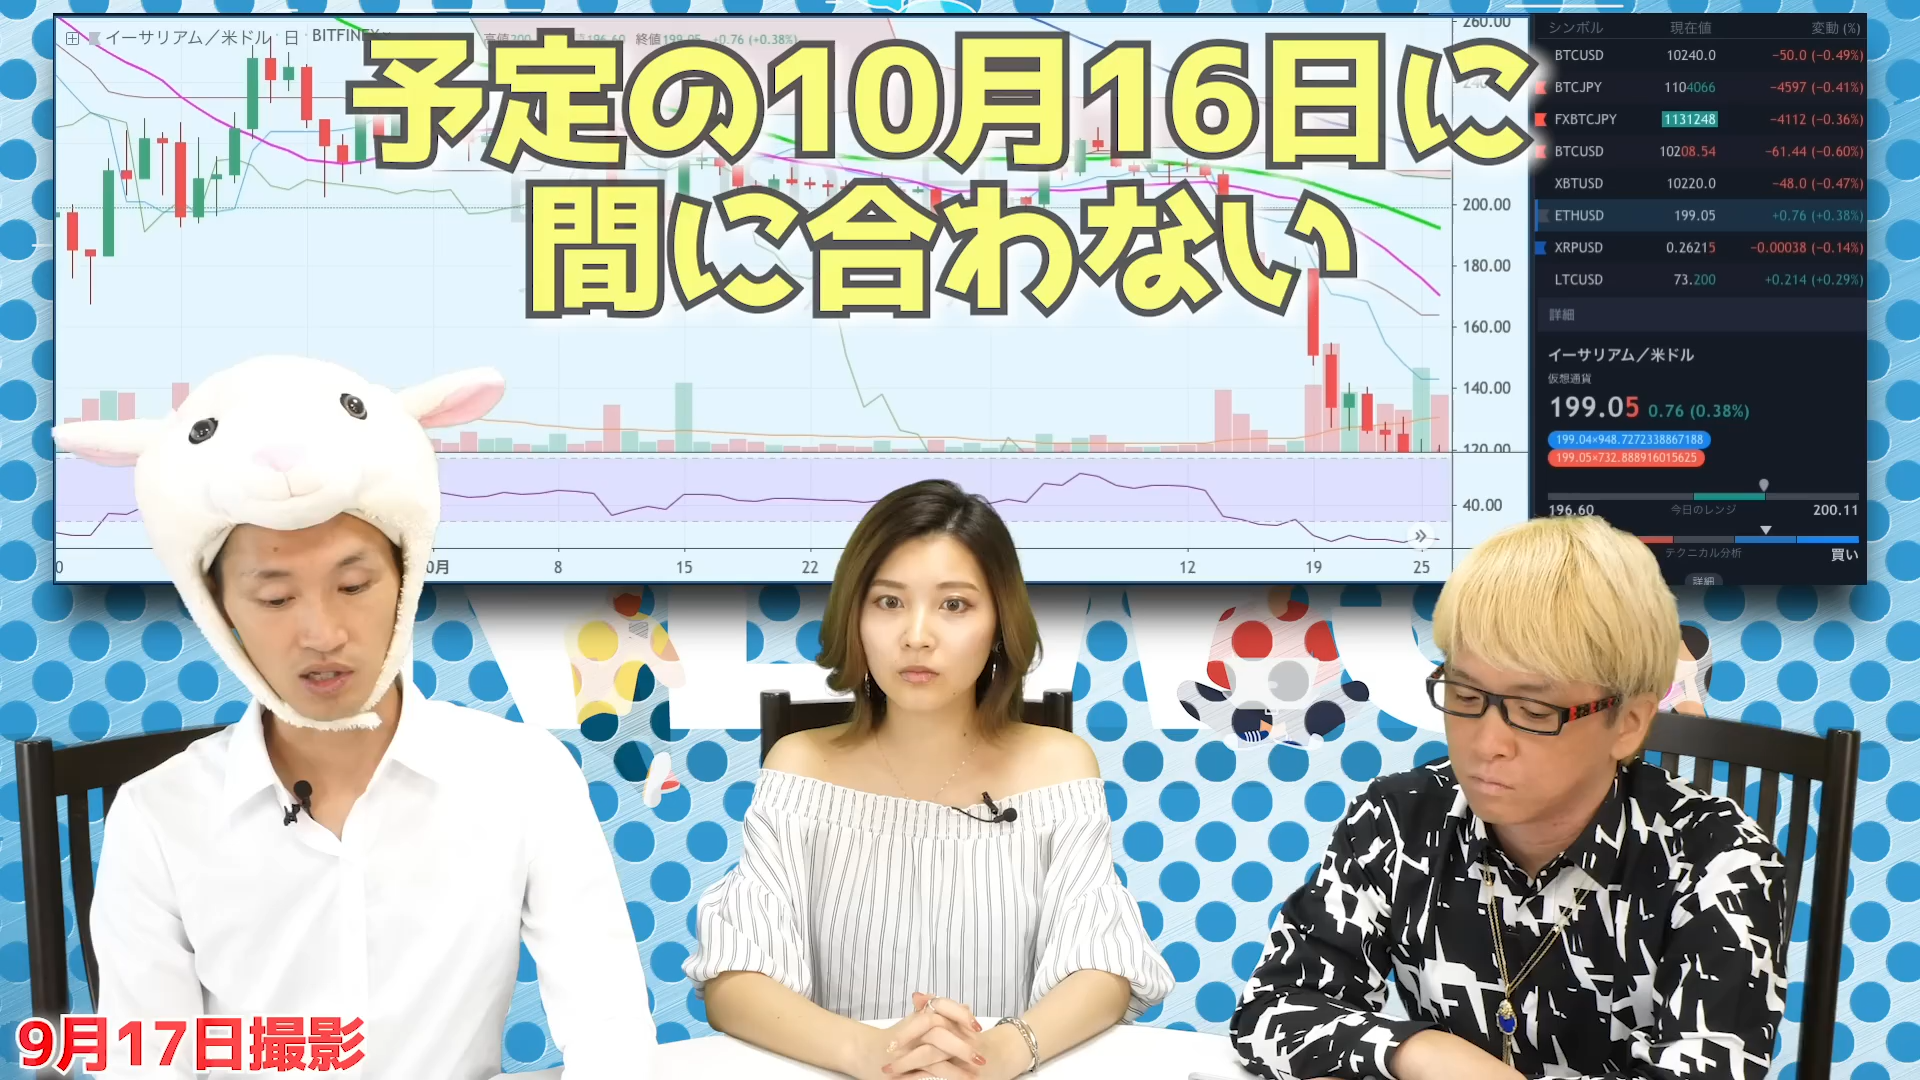 イーサリアム／米ドル・日・BITFINEX
予定の10月16日に
間に合わない
260.00
200.00
180.00
160.00
140.00
120.00
40.00
8
15
22
12
19
25
シンボル 現在値 変動 (%)
BTCUSD 10240.0 −50.0 (−0.49%)
BTCJPY 1104066 −4597 (−0.41%)
FXBTCJPY 1131248 −4112 (−0.36%)
BTCUSD 10208.54 −61.44 (−0.60%)
XBTUSD 10220.0 −48.0 (−0.47%)
ETHUSD 199.05 +0.76 (+0.38%)
XRPUSD 0.26215 −0.00038 (−0.14%)
LTCUSD 73.200 +0.214 (+0.29%)
詳細
イーサリアム／米ドル
仮想通貨
199.05 0.76 (0.38%)
199.04×948.7272338867188
199.05×732.888916015625
196.60 今日のレンジ 200.11
テクニカル分析 買い
詳細
9月17日撮影